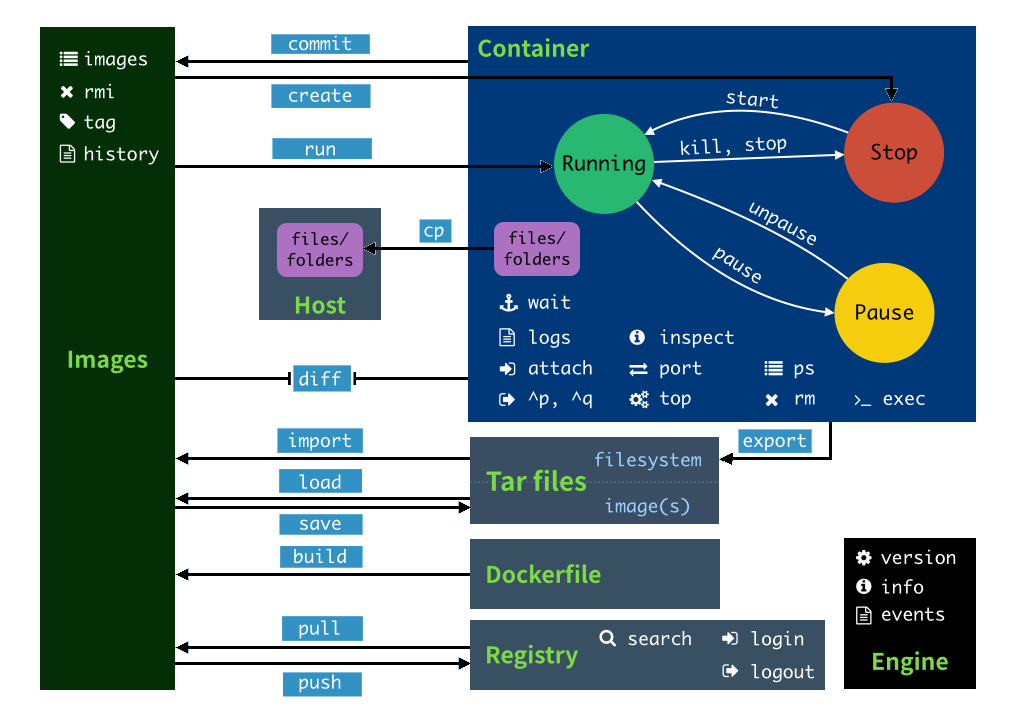 images
rmi
tag
history
Images
commit
create
run
cp
files/
folders
Host
diff
import
load
save
build
pull
push
Container
start
kill, stop
unpause
pause
Running
Stop
Pause
files/
folders
wait
logs
inspect
attach
port
ps
^p, ^q
top
rm
>_ exec
export
Tar files
filesystem
image(s)
Dockerfile
Registry
search
login
logout
version
info
events
Engine